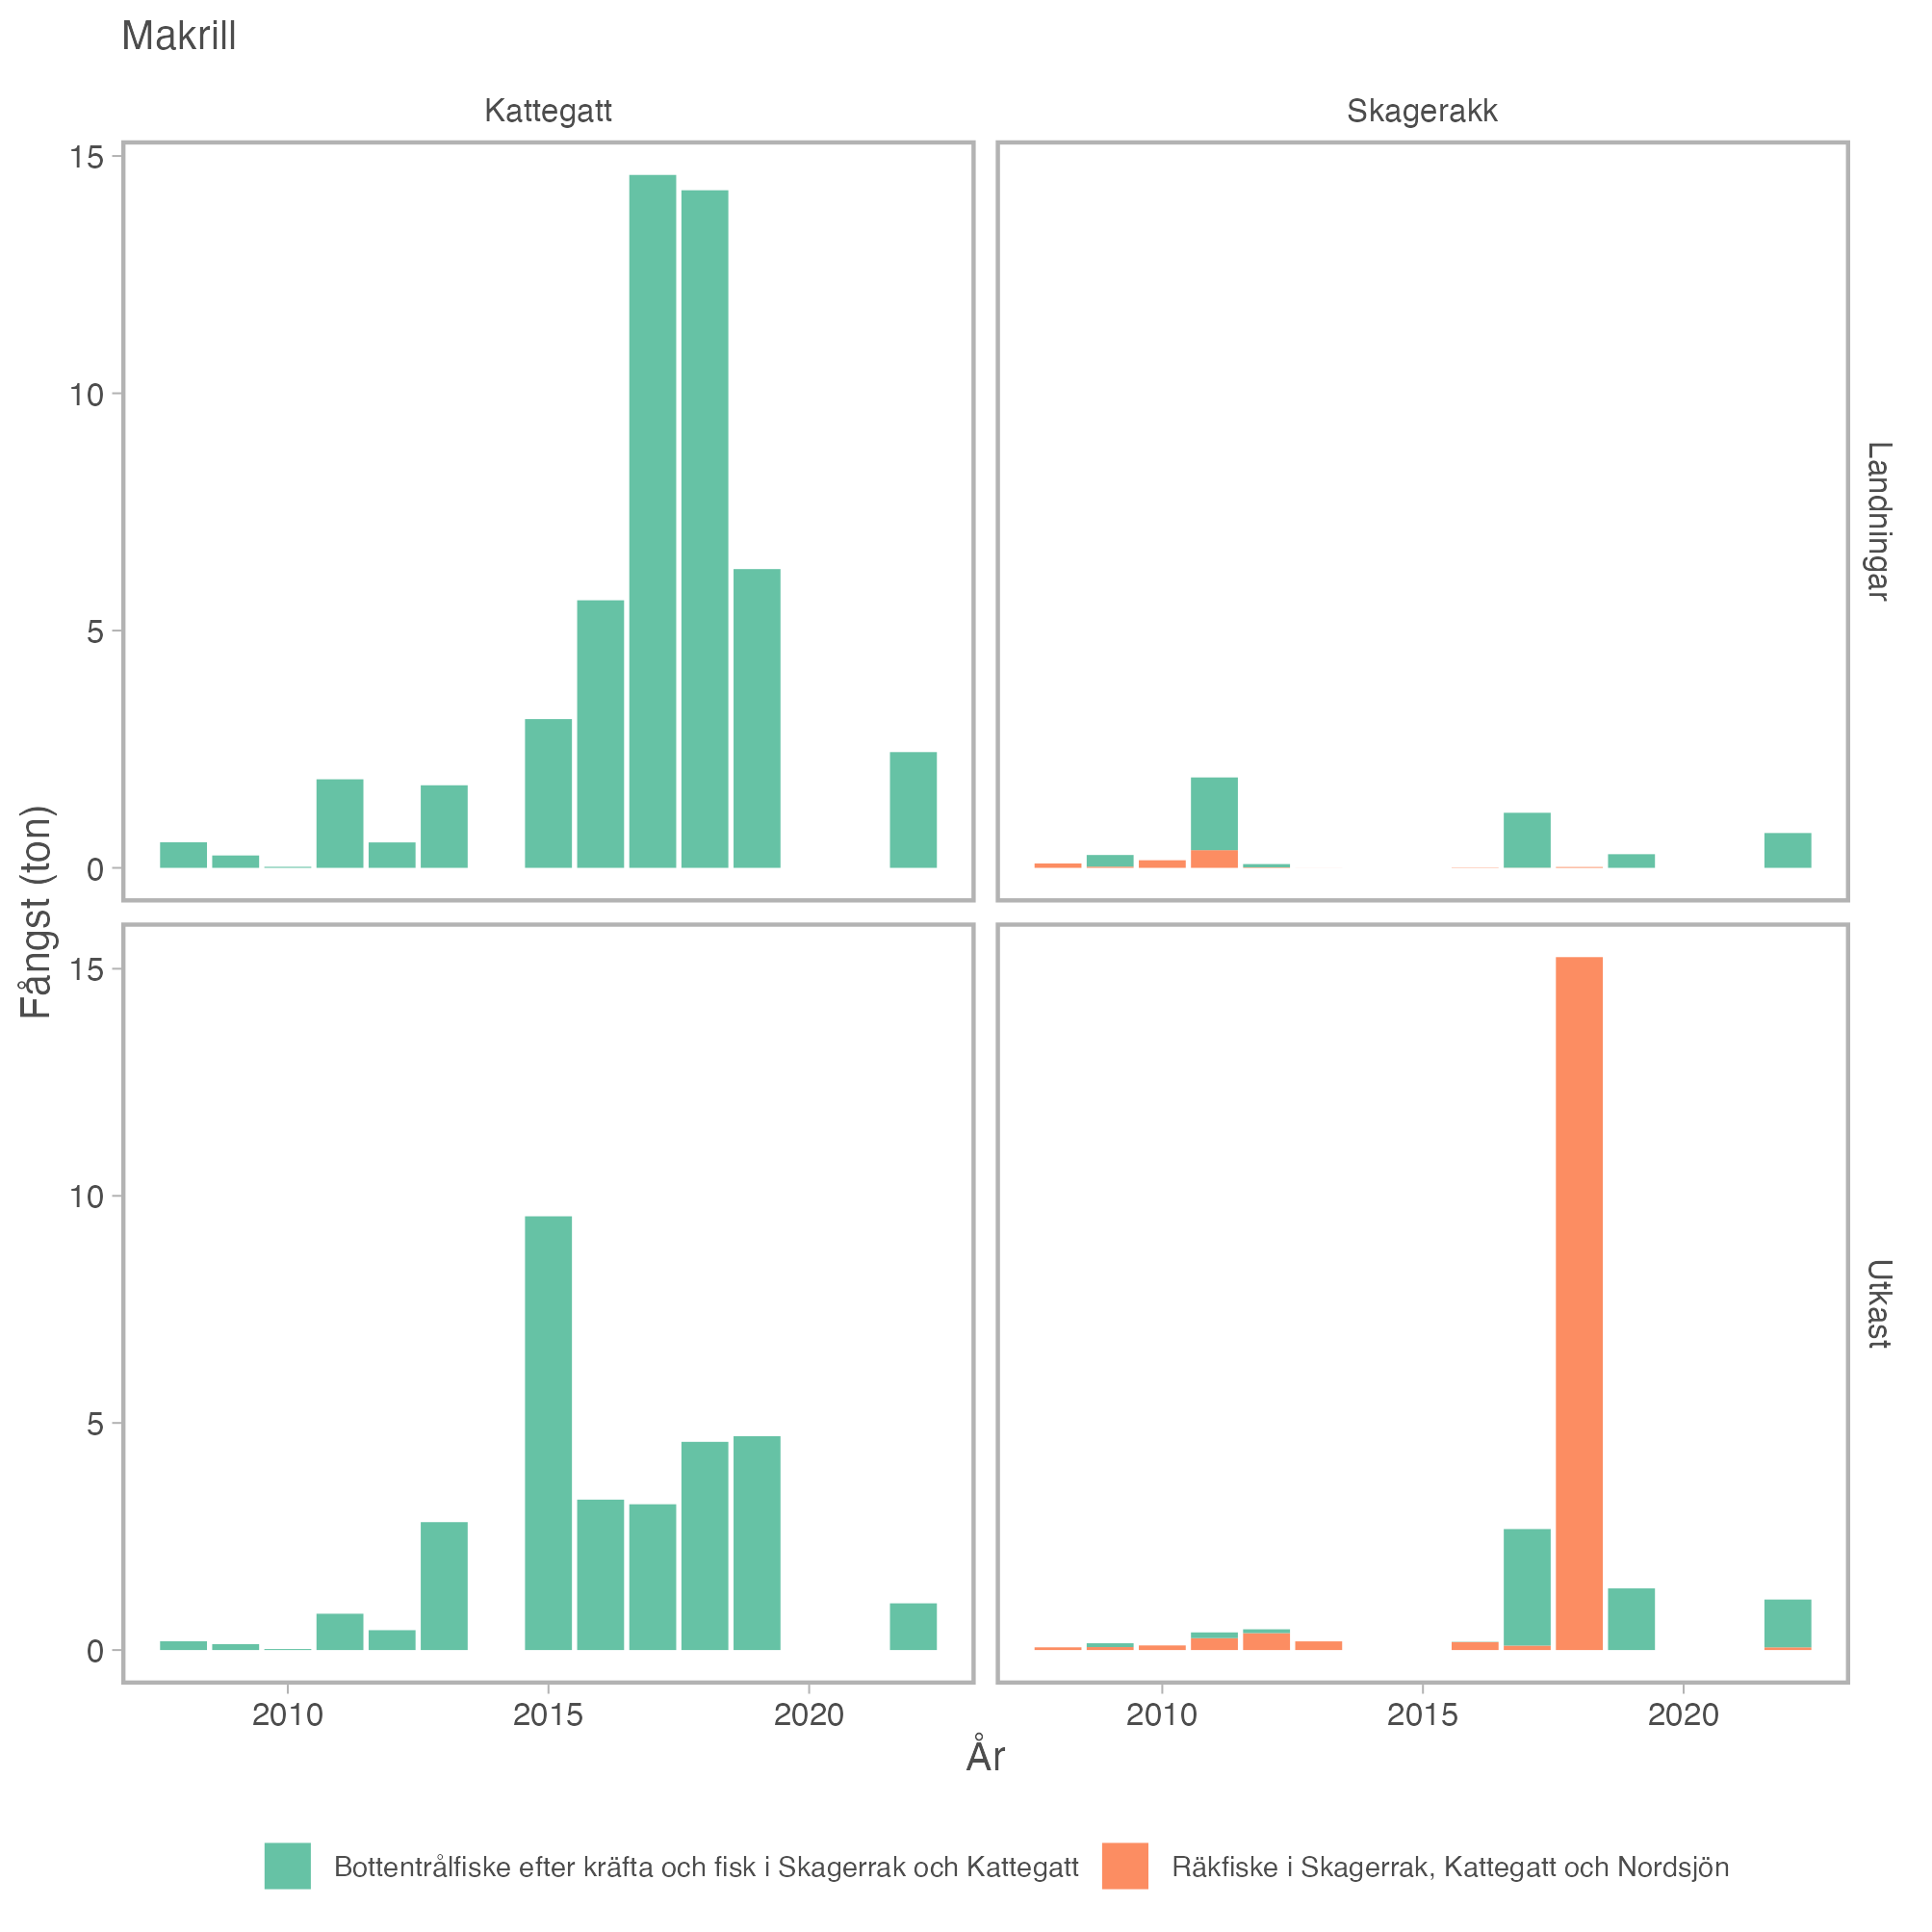 Makrill
Kattegatt
Skagerakk
15
10
5
0
Landningar
Fångst (ton)
15
10
5
0
Utkast
2010
2015
2020
2010
2015
2020
År
Bottentrålfiske efter kräfta och fisk i Skagerrak och Kattegatt
Räkfiske i Skagerrak, Kattegatt och Nordsjön